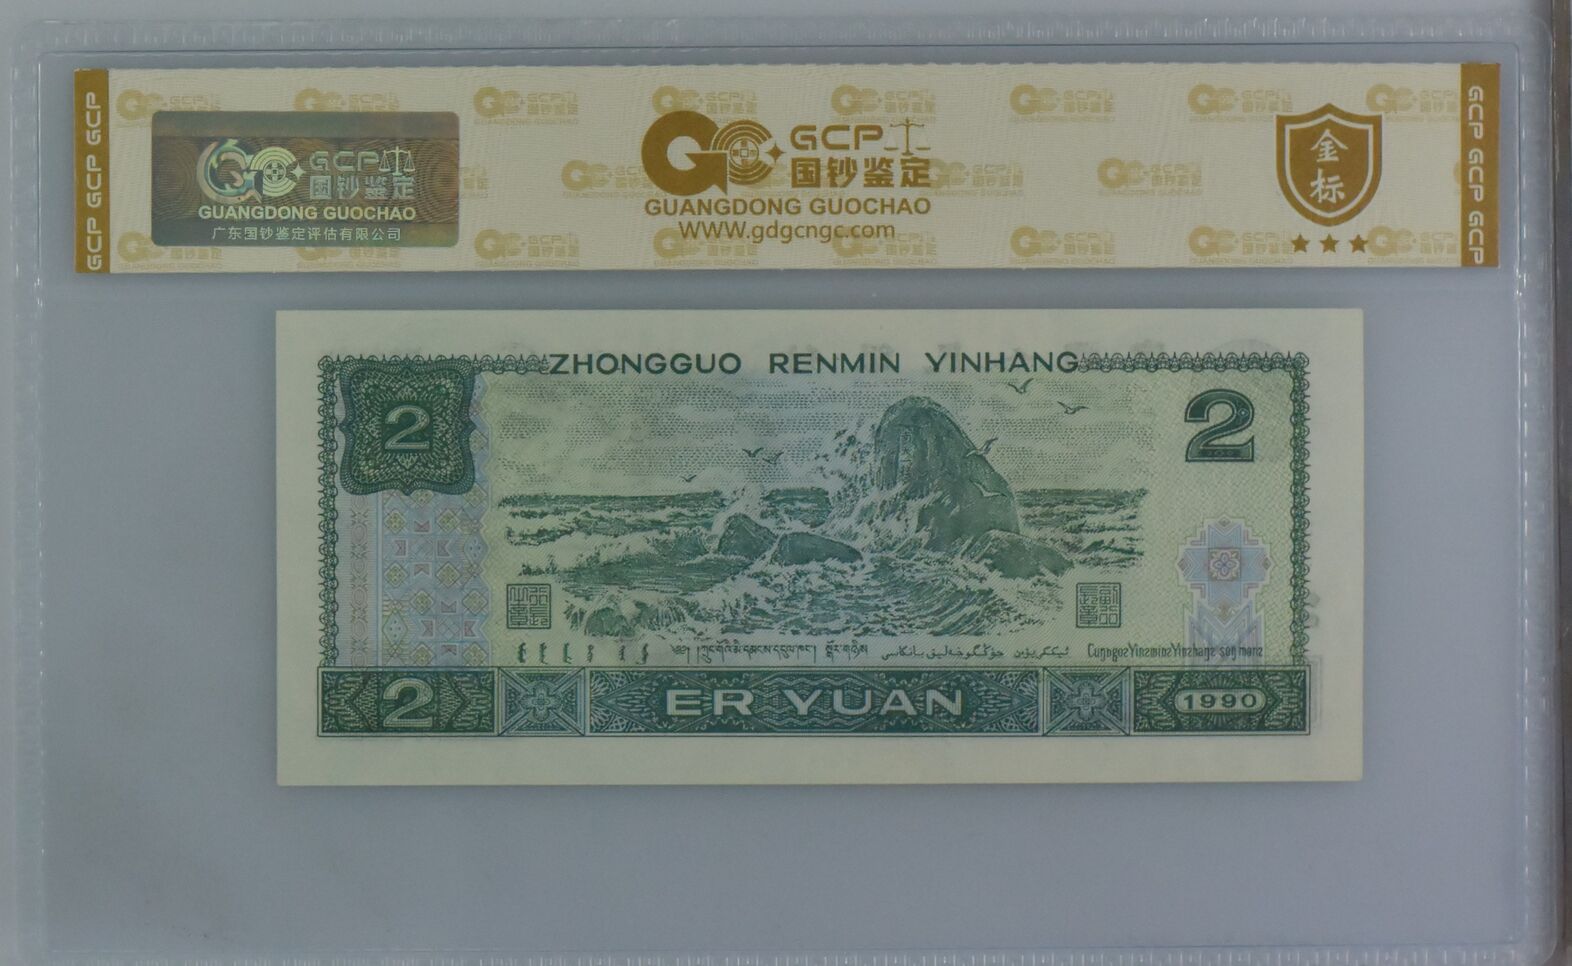 GCP GCP GCP
GCP
国钞鉴定
GUANGDONG GUOCHAO
广东国钞鉴定评估有限公司
GCP
国钞鉴定
GUANGDONG GUOCHAO
WWW.gdgcngc.com
金标
GCP GCP GCP
ZHONGGUO RENMIN YINHANG
2
2
2
ER YUAN
1990